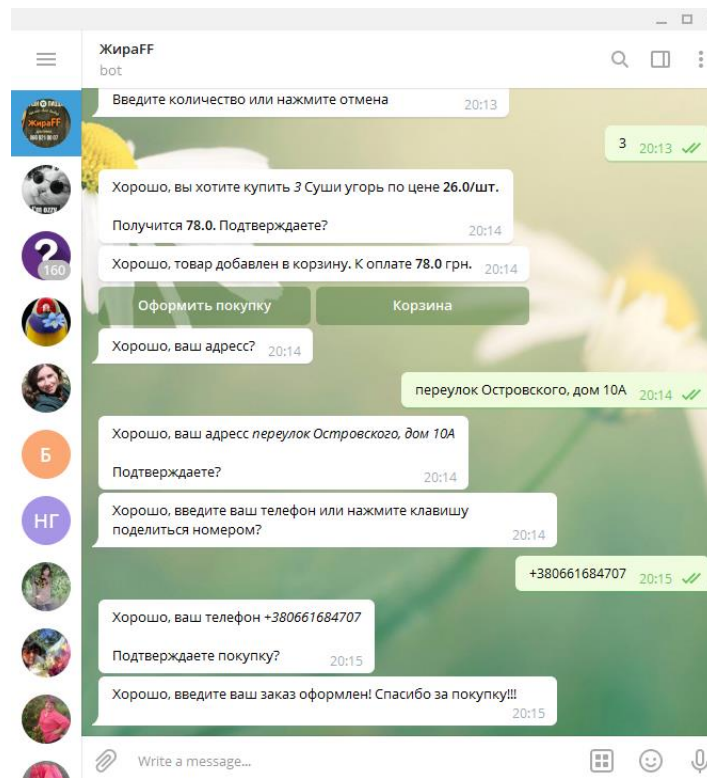 ЖираFF
bot
Введите количество или нажмите отмена 20:13
3 20:13
Хорошо, вы хотите купить 3 Суши угорь по цене 26.0/шт.
Получится 78.0. Подтверждаете? 20:14
Хорошо, товар добавлен в корзину. К оплате 78.0 грн. 20:14
Оформить покупку Корзина
Хорошо, ваш адресс? 20:14
переулок Островского, дом 10А 20:14
Хорошо, ваш адресс переулок Островского, дом 10А
Подтверждаете? 20:14
Хорошо, введите ваш телефон или нажмите клавишу
поделиться номером? 20:14
+380661684707 20:15
Хорошо, ваш телефон +380661684707
Подтверждаете покупку? 20:15
Хорошо, введите ваш заказ оформлен! Спасибо за покупку!!!
20:15
Write a message...
ЖираFF
160
Б
НГ